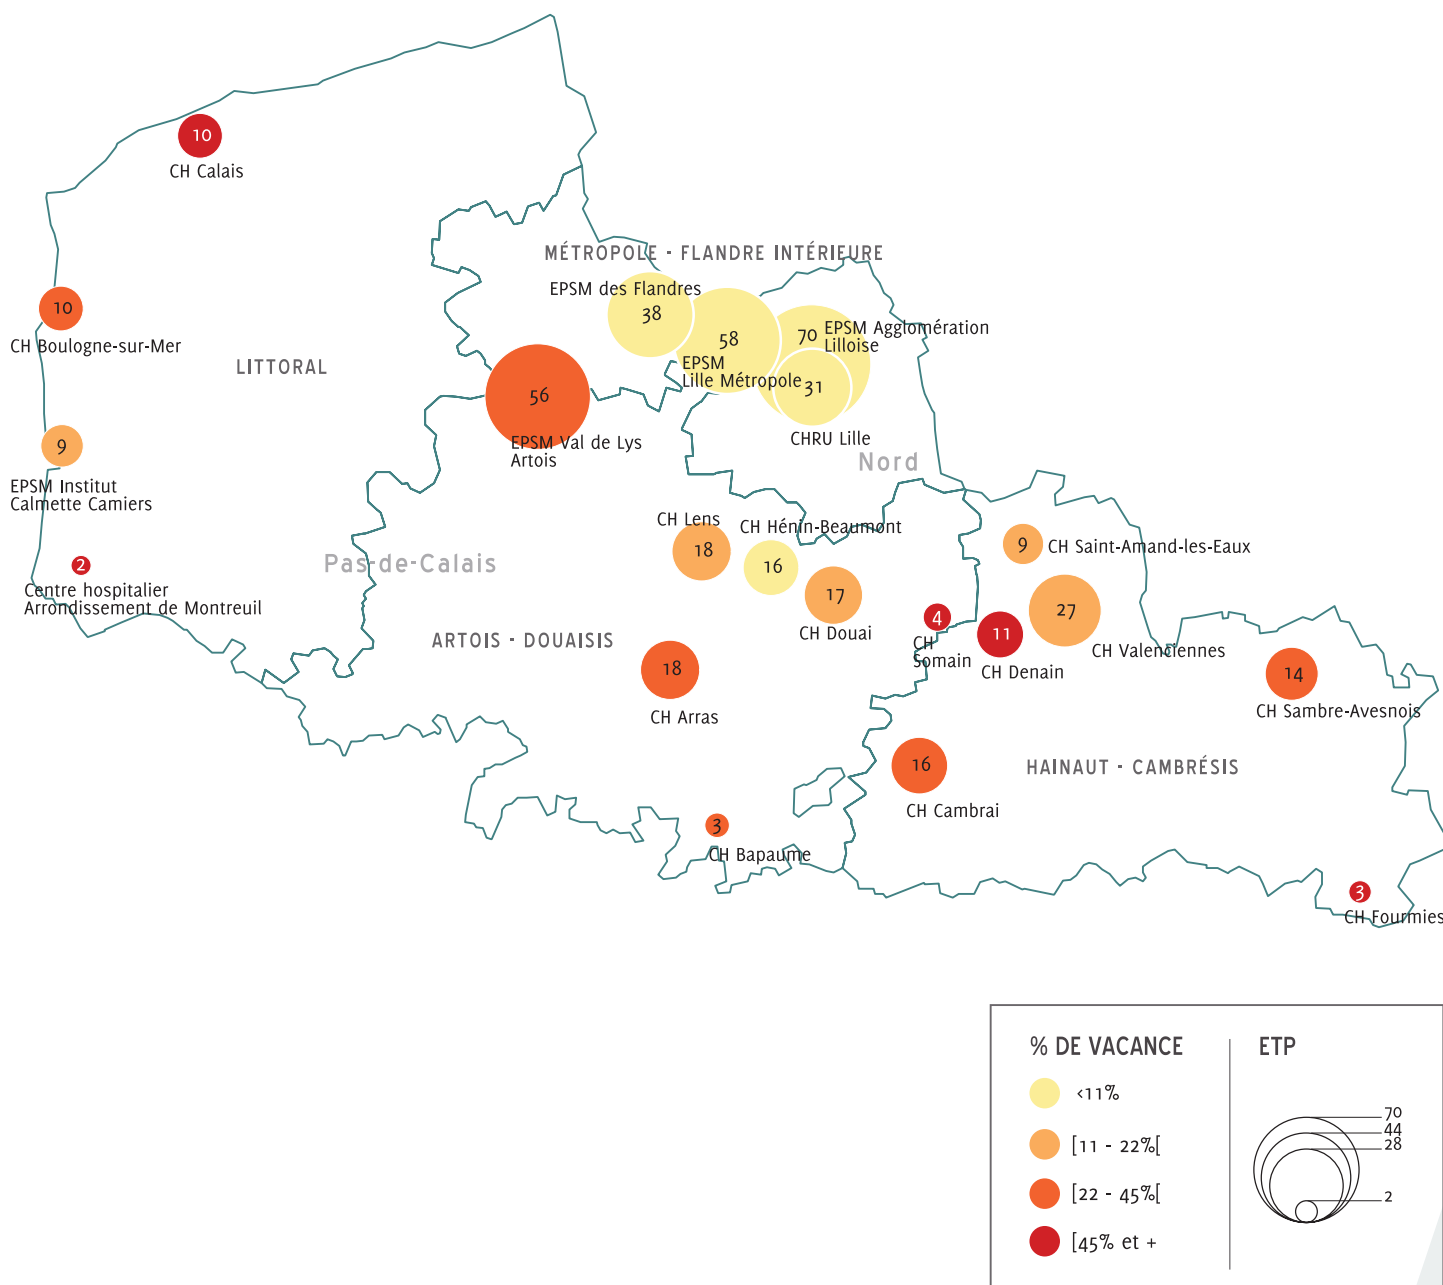 10
CH Calais
MÉTROPOLE - FLANDRE INTÉRIEURE
EPSM des Flandres
38
58
70
EPSM Agglomération
Lilloise
EPSM
Lille Métropole
31
CHRU Lille
10
CH Boulogne-sur-Mer
LITTORAL
56
EPSM Val de Lys
Artois
9
EPSM Institut
Calmette Camiers
Nord
CH Lens
18
CH Hénin-Beaumont
16
9
CH Saint-Amand-les-Eaux
Pas-de-Calais
2
Centre hospitalier
Arrondissement de Montreuil
17
CH Douai
4
CH
Somain
11
CH Denain
27
CH Valenciennes
ARTOIS - DOUAISIS
18
CH Arras
14
CH Sambre-Avesnois
16
CH Cambrai
HAINAUT - CAMBRÉSIS
3
CH Bapaume
3
CH Fourmies
% DE VACANCE
<11%
[11 - 22%[
[22 - 45%[
[45% et +
ETP
70
44
28
2